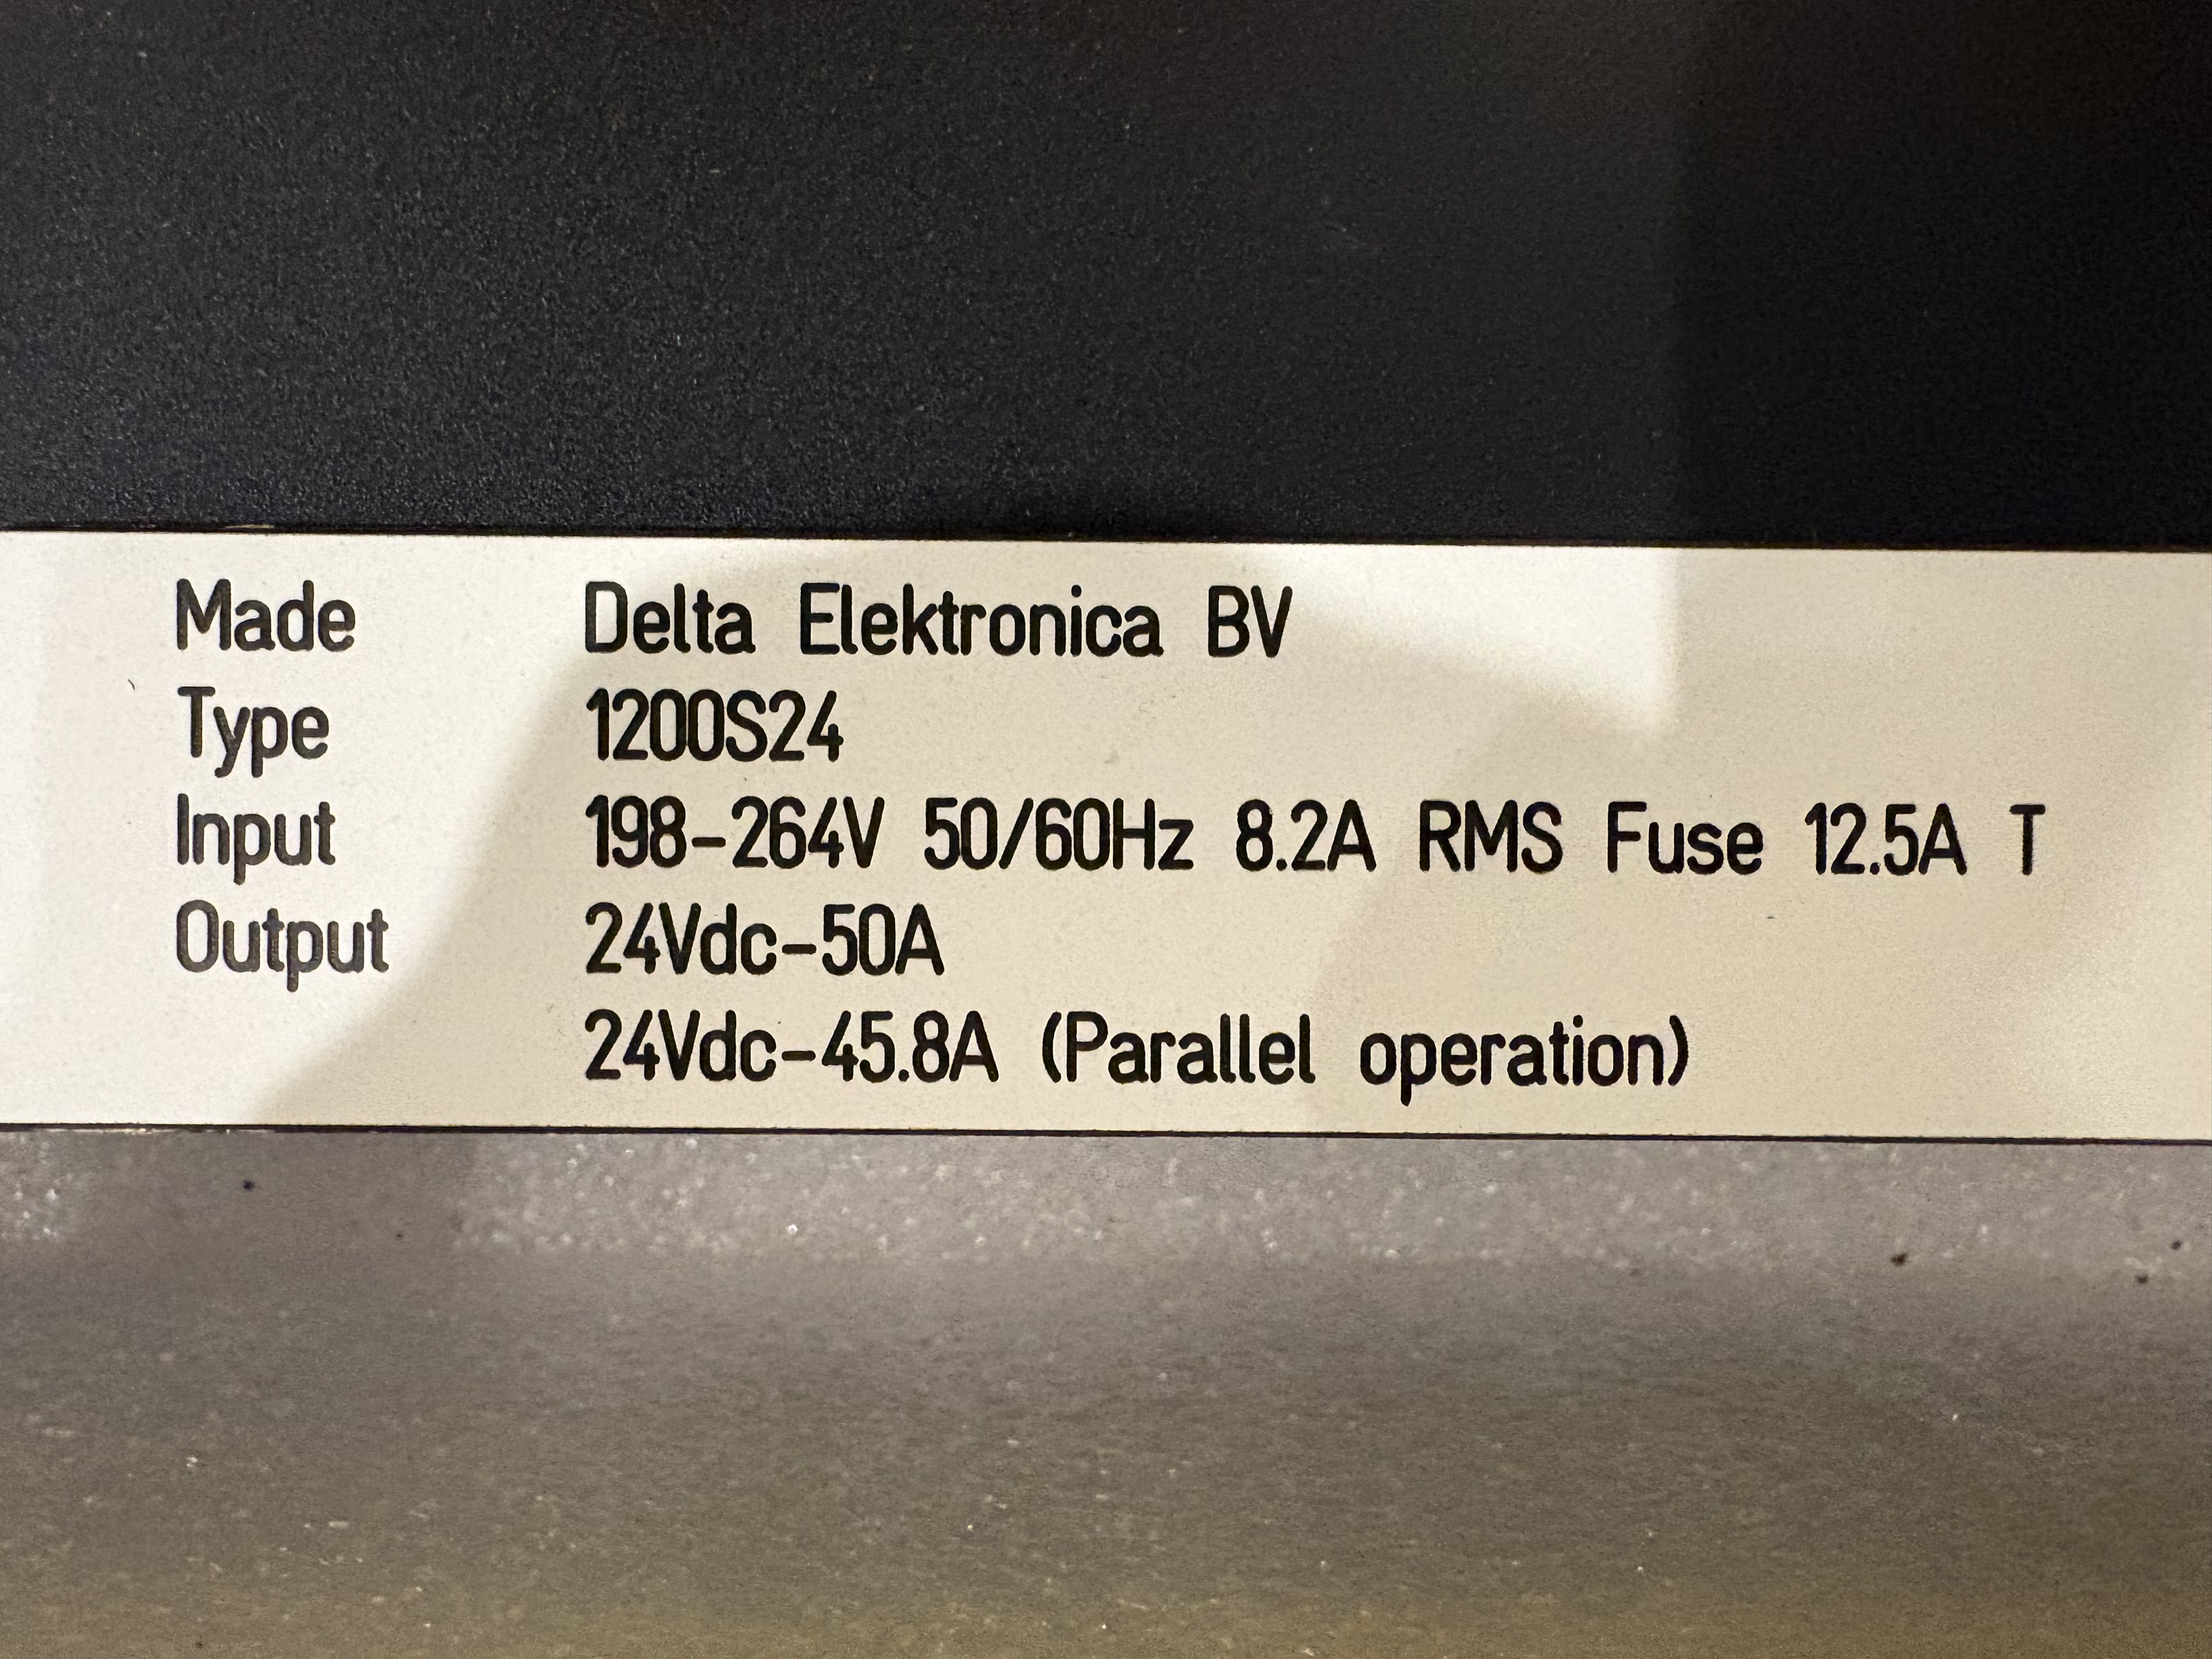 Made Delta Elektronica BV
Type 1200S24
Input 198-264V 50/60Hz 8.2A RMS Fuse 12.5A T
Output 24Vdc-50A
24Vdc-45.8A (Parallel operation)